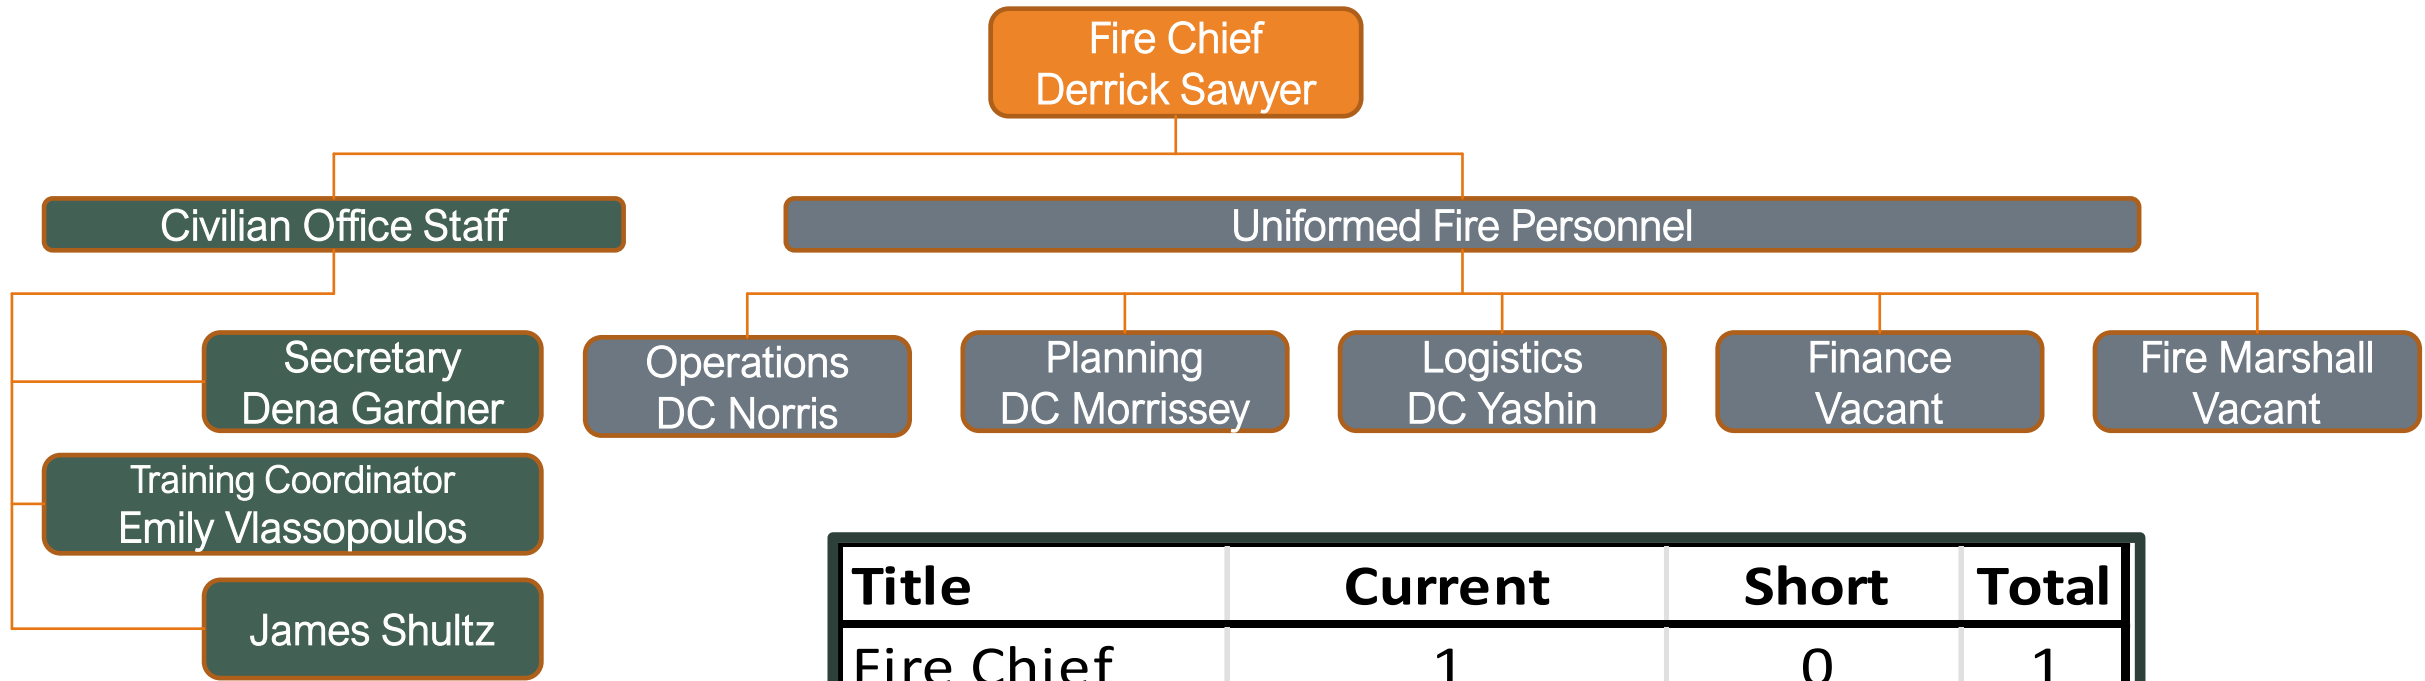 Fire Chief
Derrick Sawyer
Civilian Office Staff
Uniformed Fire Personnel
Secretary
Dena Gardner
Operations
DC Norris
Planning
DC Morrissey
Logistics
DC Yashin
Finance
Vacant
Fire Marshall
Vacant
Training Coordinator
Emily Vlassopoulos
James Shultz
Title Current Short Total
Fire Chief 1 0 1